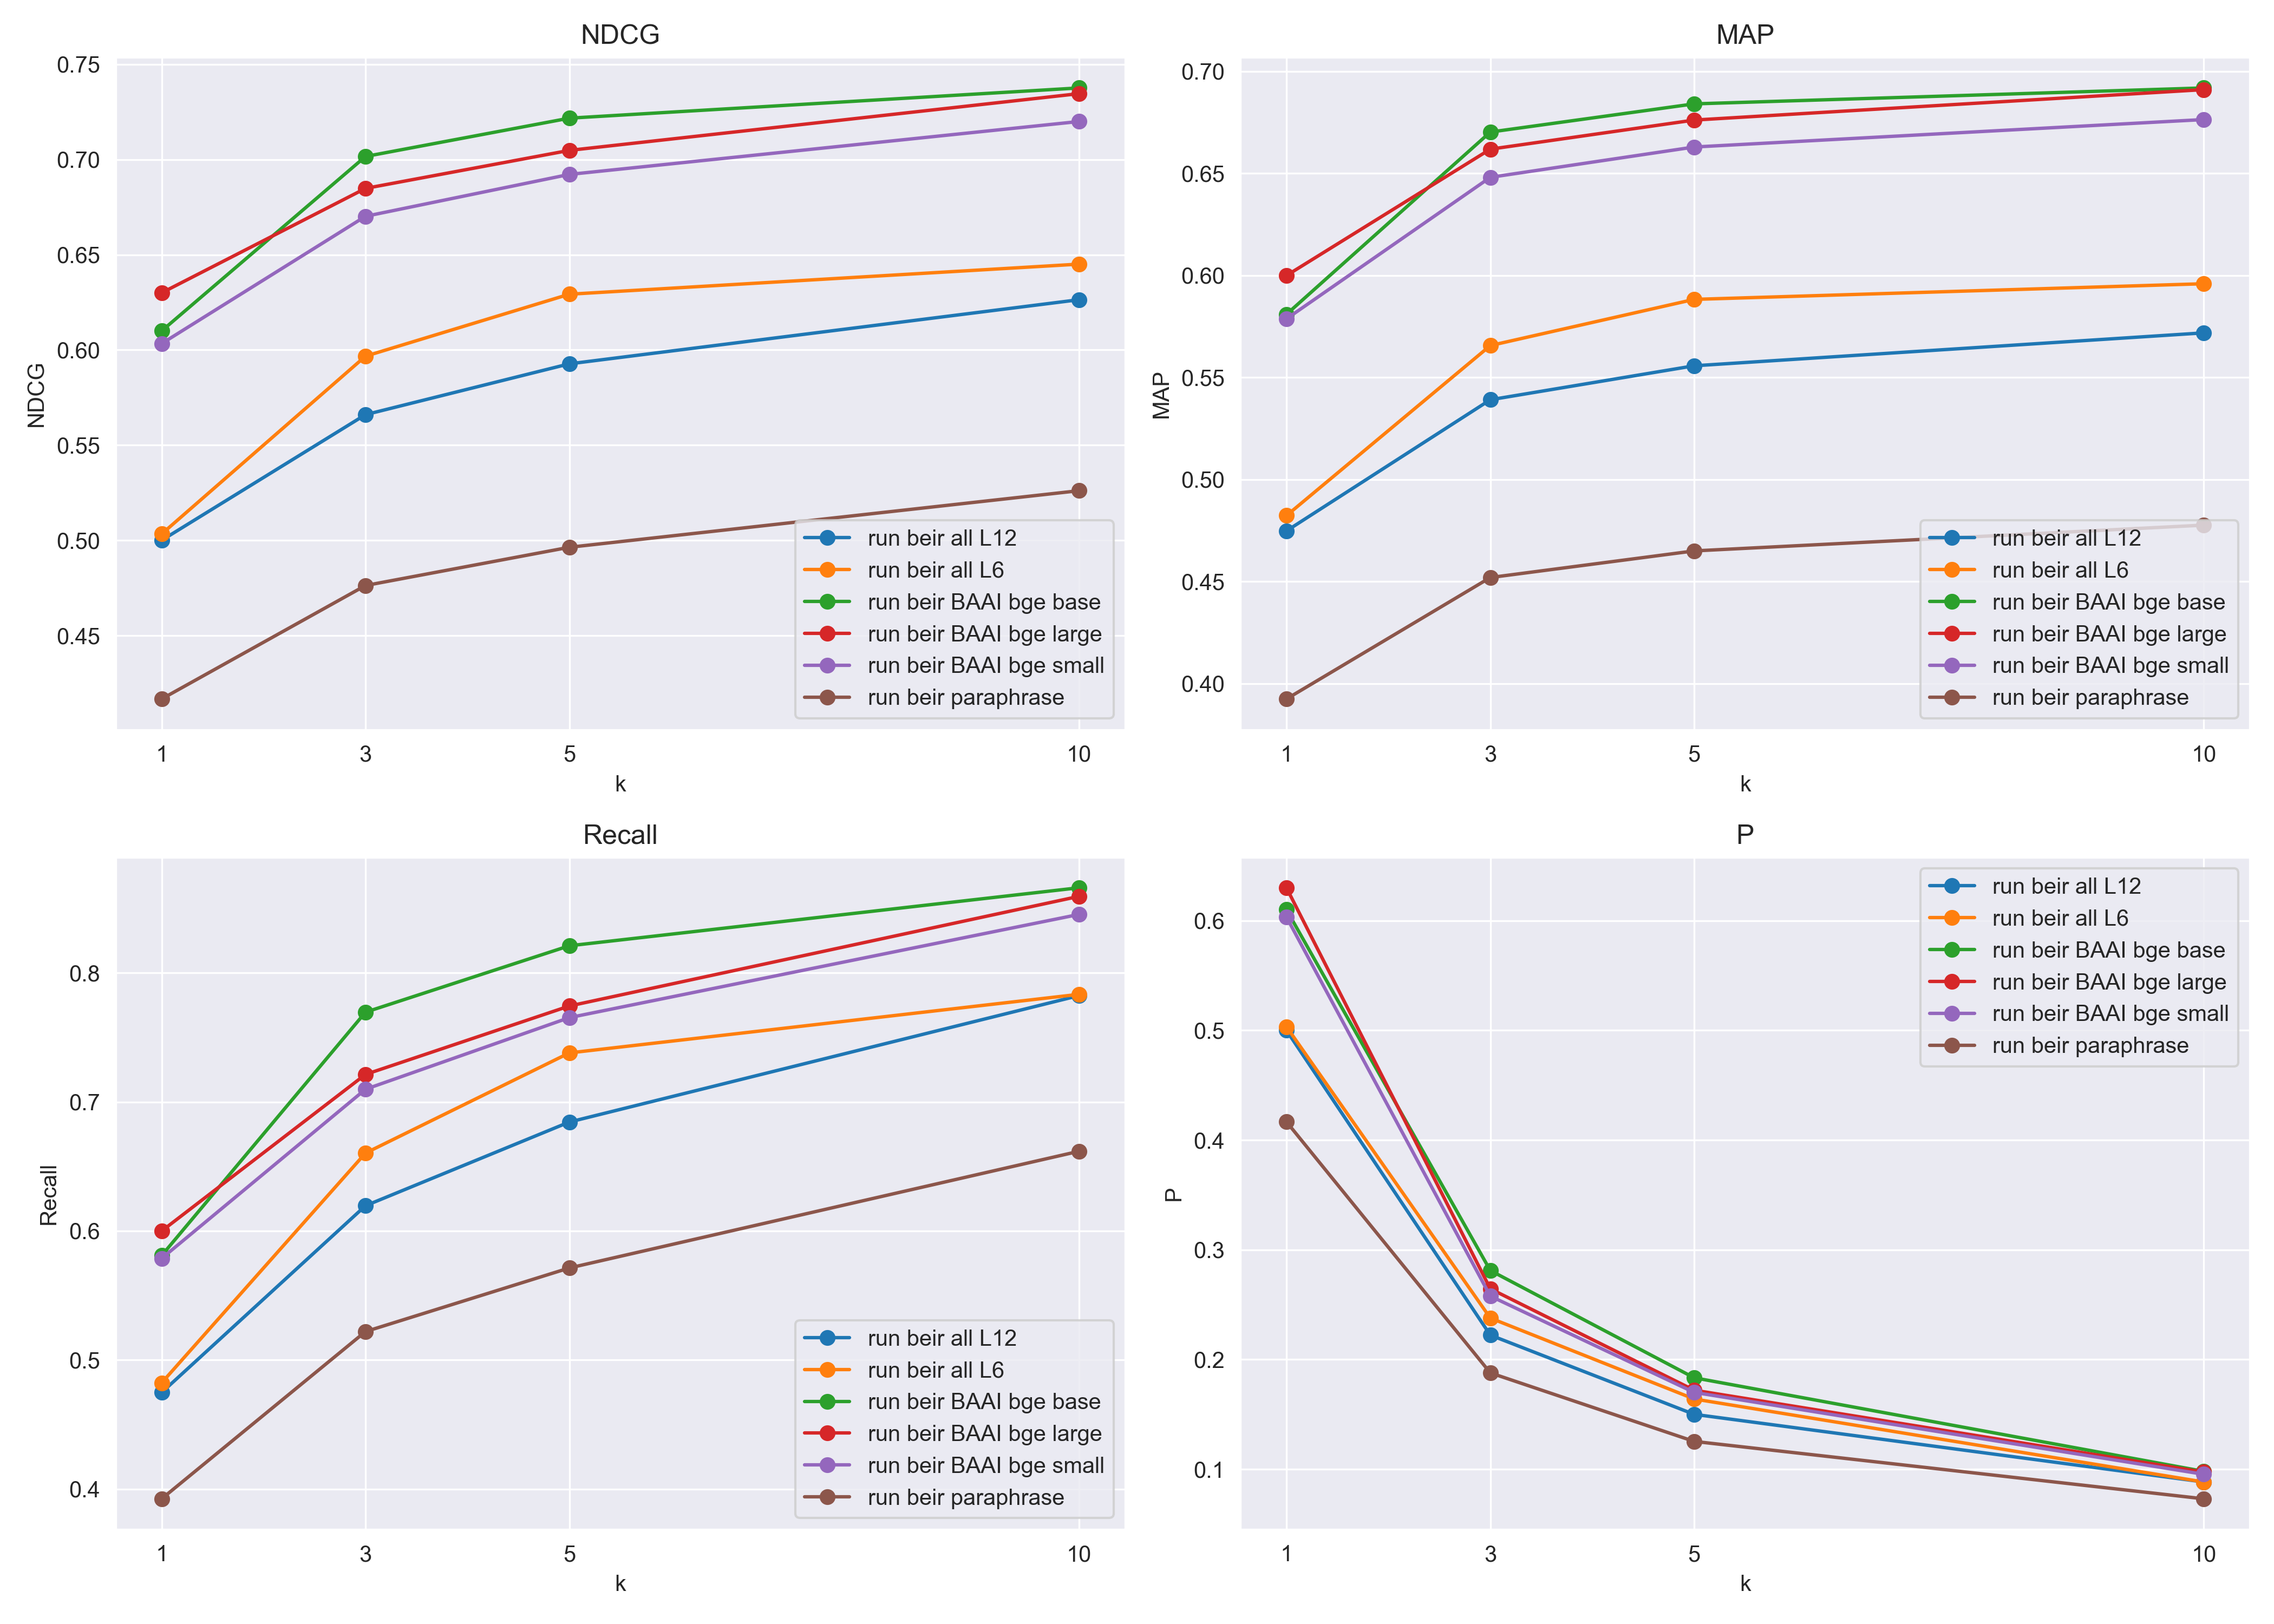 NDCG
0.75
0.70
0.65
0.60
0.55
0.50
0.45
NDCG
run beir all L12
run beir all L6
run beir BAAI bge base
run beir BAAI bge large
run beir BAAI bge small
run beir paraphrase
1 3 5 10
k
MAP
0.70
0.65
0.60
0.55
0.50
0.45
0.40
MAP
run beir all L12
run beir all L6
run beir BAAI bge base
run beir BAAI bge large
run beir BAAI bge small
run beir paraphrase
1 3 5 10
k
Recall
0.8
0.7
0.6
0.5
0.4
Recall
run beir all L12
run beir all L6
run beir BAAI bge base
run beir BAAI bge large
run beir BAAI bge small
run beir paraphrase
1 3 5 10
k
P
0.6
0.5
0.4
0.3
0.2
0.1
P
run beir all L12
run beir all L6
run beir BAAI bge base
run beir BAAI bge large
run beir BAAI bge small
run beir paraphrase
1 3 5 10
k